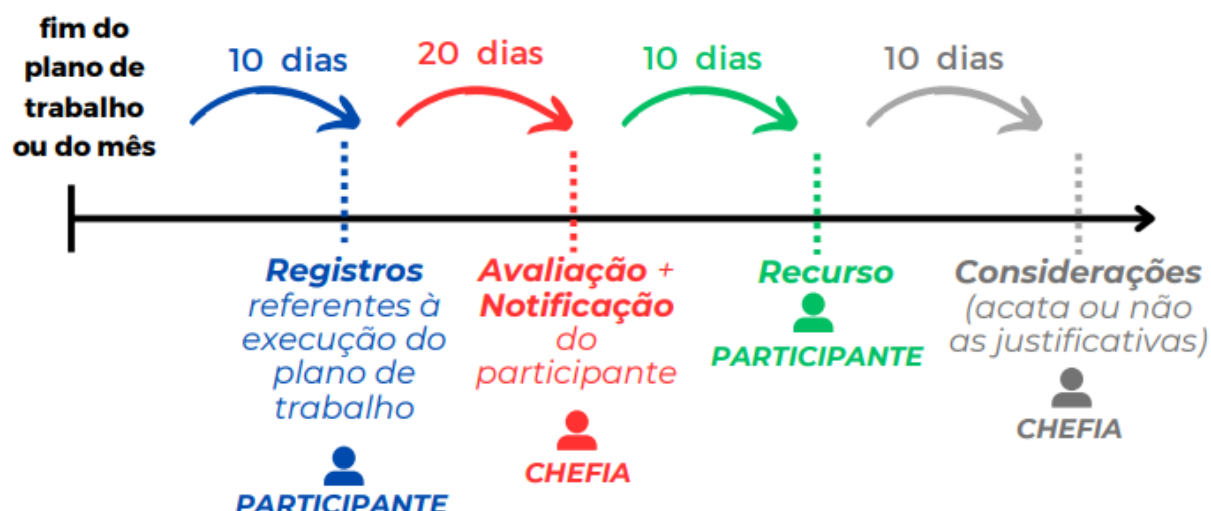 fim do
plano de
trabalho
ou do mês
10 dias
20 dias
10 dias
10 dias
Registros
referentes à
execução do
plano de
trabalho
PARTICIPANTE
Avaliação +
Notificação
do
participante
CHEFIA
Recurso
PARTICIPANTE
Considerações
(acata ou não
as justificativas)
CHEFIA